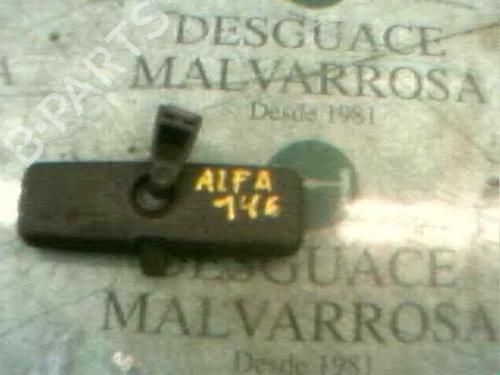 B-PARTS
DESGUACE
MALVARROSA
Desde 1981
ALFA
146
DESGUACE
MALVARROSA
Desde 1981